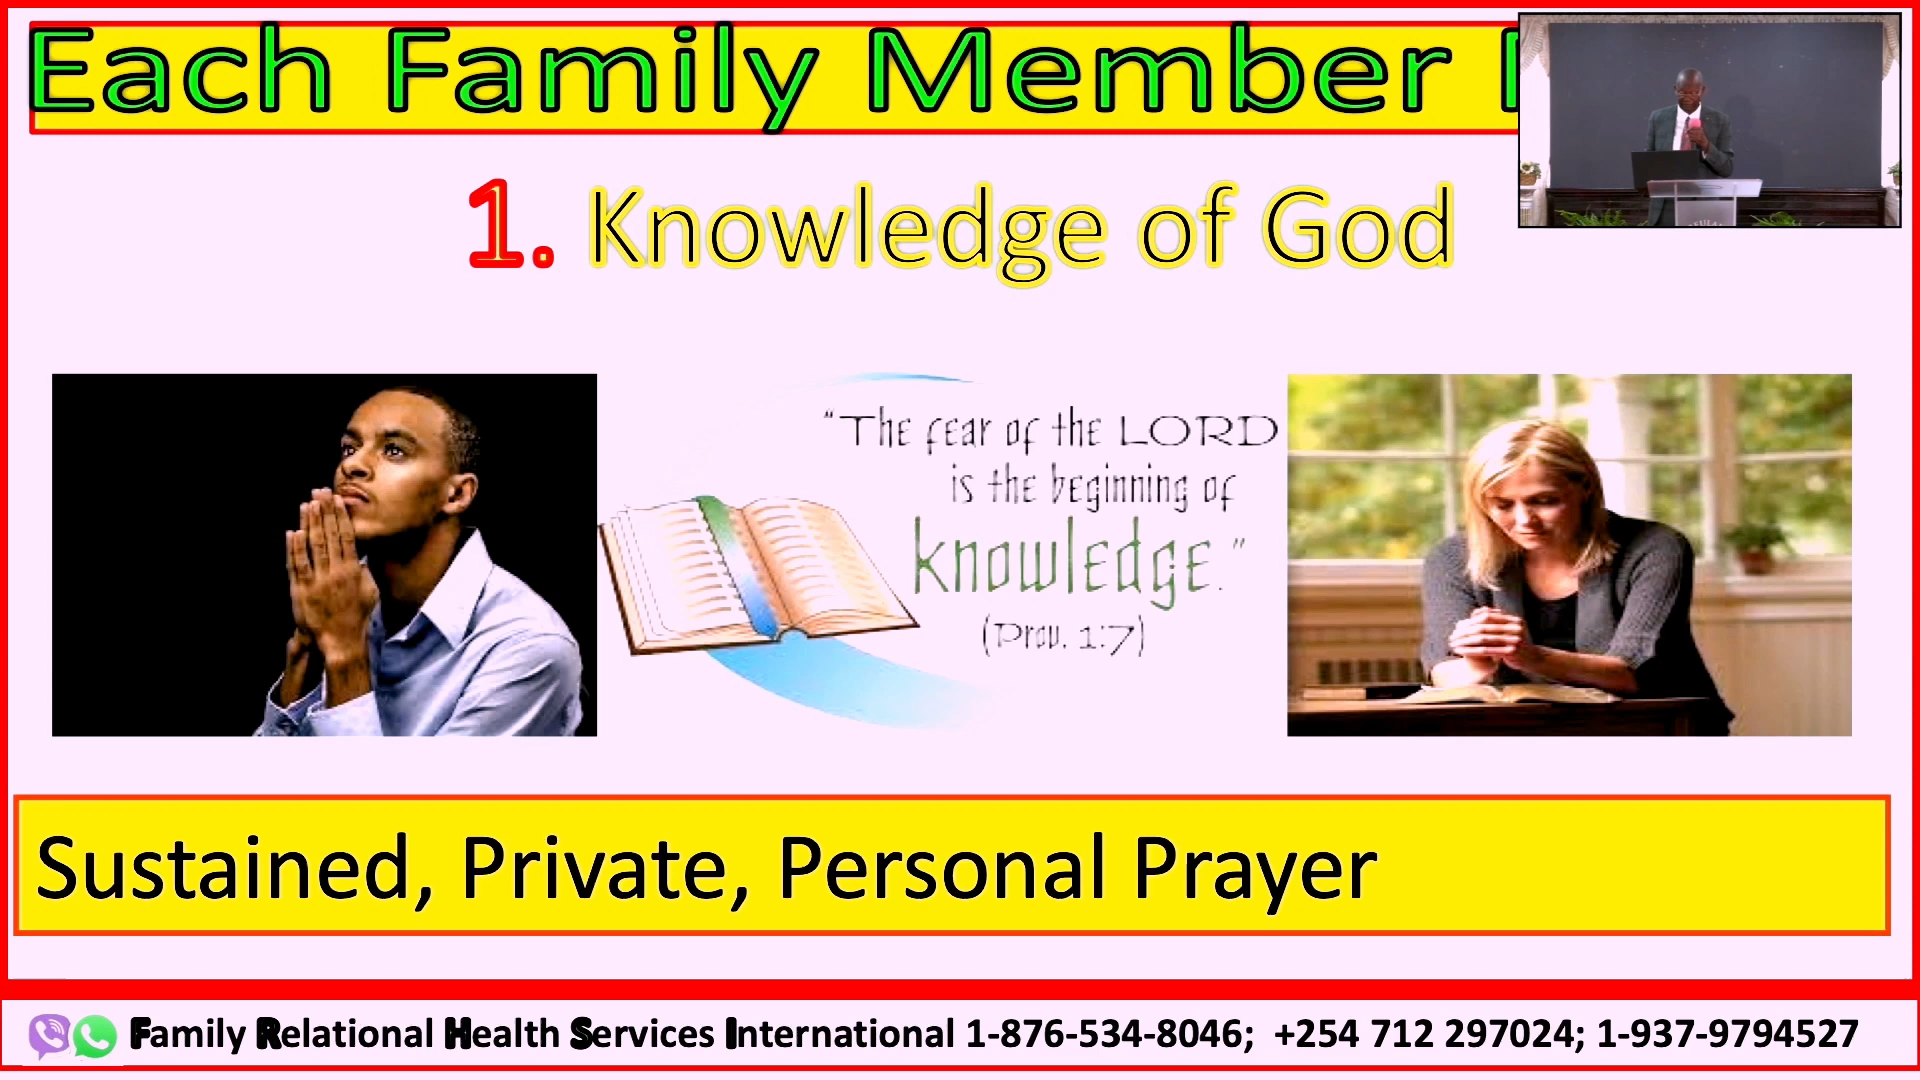 Each Family Member
1. Knowledge of God
“The fear of the LORD
is the beginning of
knowledge.”
(Prov. 1:7)
Sustained, Private, Personal Prayer
Family Relational Health Services International 1-876-534-8046; +254 712 297024; 1-937-9794527